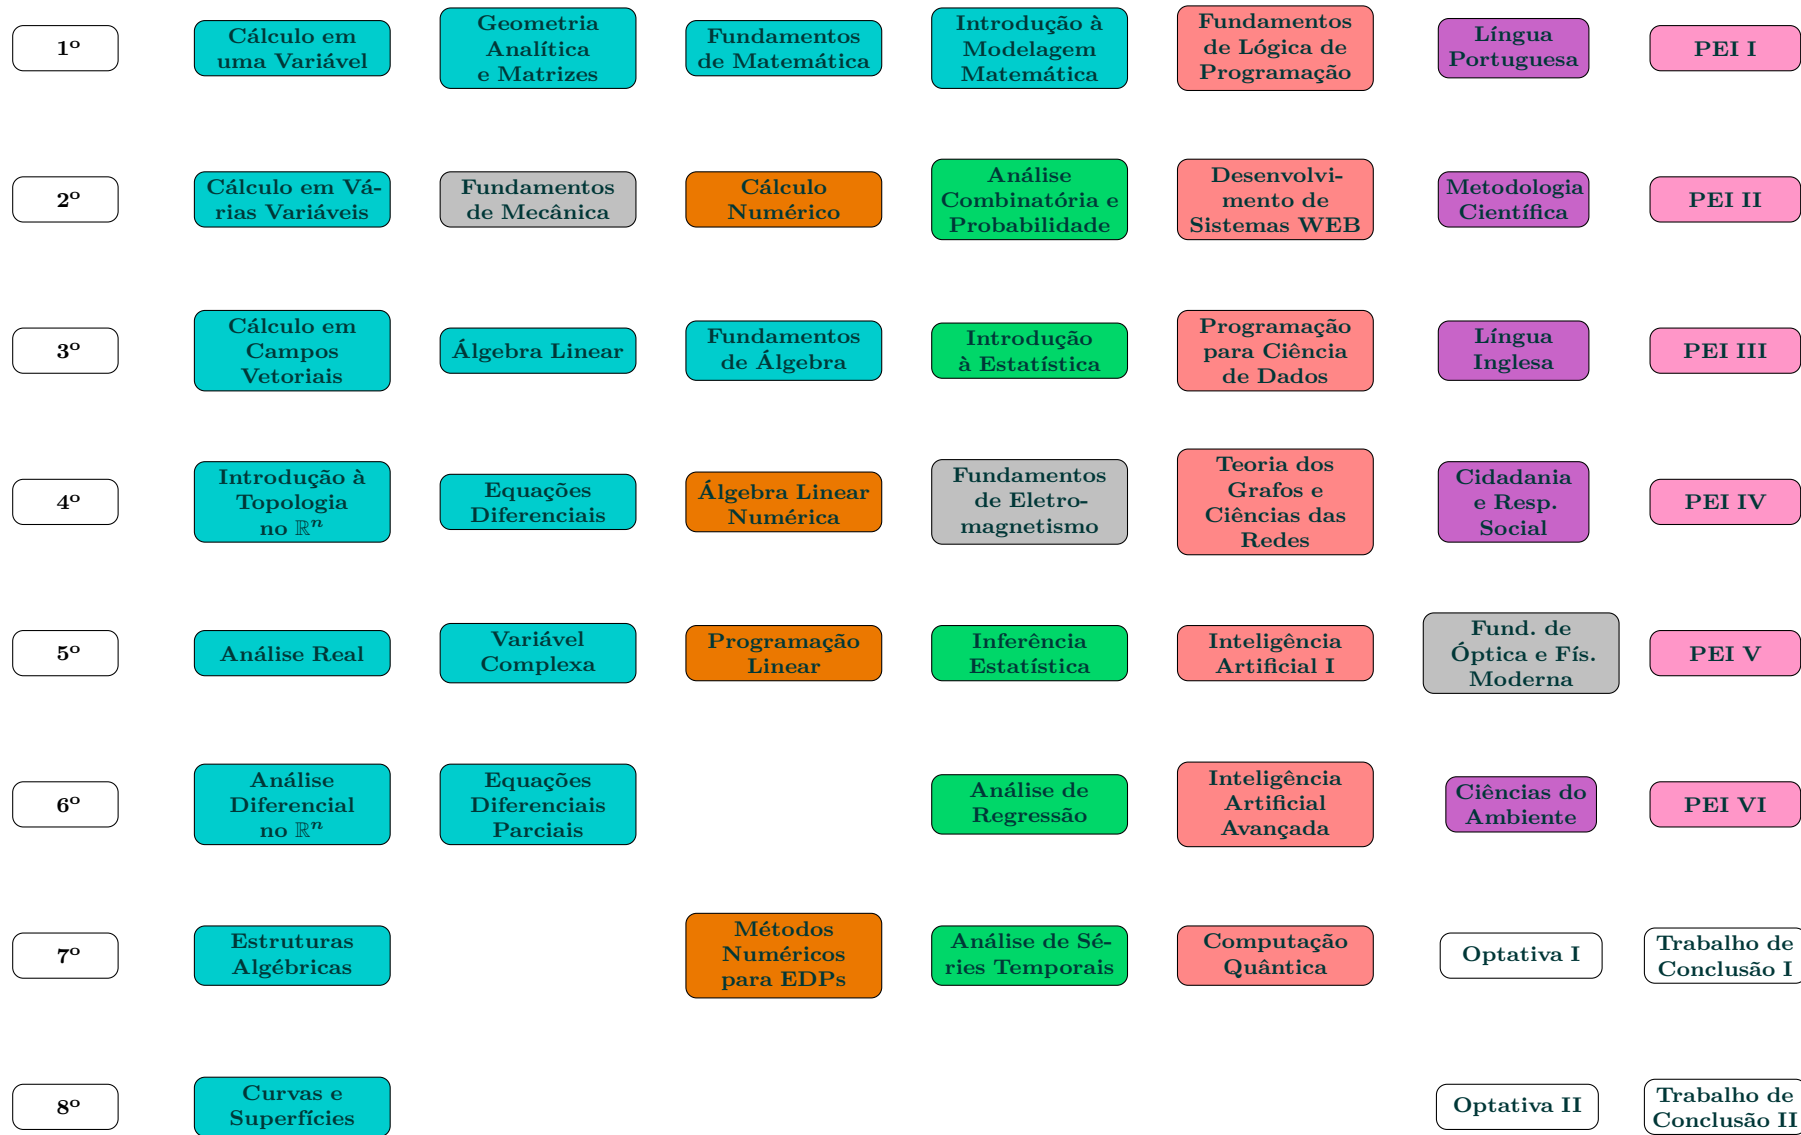 1º
Cálculo em
uma Variável
Geometria
Analítica
e Matrizes
Fundamentos
de Matemática
Introdução à
Modelagem
Matemática
Fundamentos
de Lógica de
Programação
Língua
Portuguesa
PEI I
2º
Cálculo em Vá-
rias Variáveis
Fundamentos
de Mecânica
Cálculo
Numérico
Análise
Combinatória e
Probabilidade
Desenvolvi-
mento de
Sistemas WEB
Metodologia
Científica
PEI II
3º
Cálculo em
Campos
Vetoriais
Álgebra Linear
Fundamentos
de Álgebra
Introdução
à Estatística
Programação
para Ciência
de Dados
Língua
Inglesa
PEI III
4º
Introdução à
Topologia
no ℝⁿ
Equações
Diferenciais
Álgebra Linear
Numérica
Fundamentos
de Eletro-
magnetismo
Teoria dos
Grafos e
Ciências das
Redes
Cidadania
e Resp.
Social
PEI IV
5º
Análise Real
Variável
Complexa
Programação
Linear
Inferência
Estatística
Inteligência
Artificial I
Fund. de
Óptica e Fís.
Moderna
PEI V
6º
Análise
Diferencial
no ℝⁿ
Equações
Diferenciais
Parciais
Análise de
Regressão
Inteligência
Artificial
Avançada
Ciências do
Ambiente
PEI VI
7º
Estruturas
Algébricas
Métodos
Numéricos
para EDPs
Análise de Sé-
ries Temporais
Computação
Quântica
Optativa I
Trabalho de
Conclusão I
8º
Curvas e
Superfícies
Optativa II
Trabalho de
Conclusão II